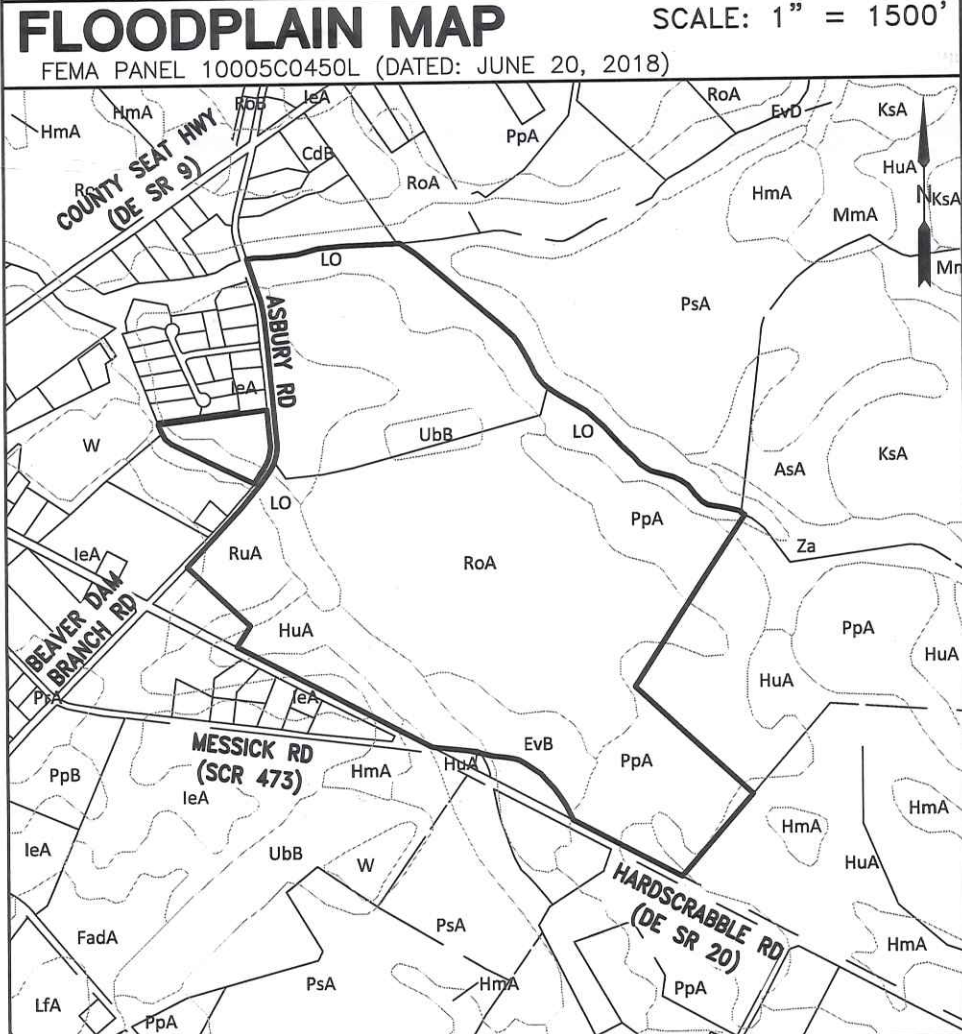 FLOODPLAIN MAP
SCALE: 1" = 1500'
FEMA PANEL 10005C0450L (DATED: JUNE 20, 2018)
HmA
HmA
RoB
IeA
PpA
RoA
EvD
KsA
COUNTY SEAT HWY
(DE SR 9)
CdB
RoA
HmA
HuA
MmA
N
KsA
LO
PsA
ASBURY RD
IeA
W
UbB
LO
AsA
KsA
LO
PpA
Za
IeA
RuA
RoA
HuA
PpA
HuA
HuA
BEAVER DAM
BRANCH RD
PrA
IeA
MESSICK RD
(SCR 473)
EvB
PpA
HuA
HmA
PpB
IeA
HmA
HmA
IeA
UbB
W
HuA
HARDSCRABBLE RD
(DE SR 20)
FadA
PsA
HmA
LfA
PsA
HmA
PpA
PpA